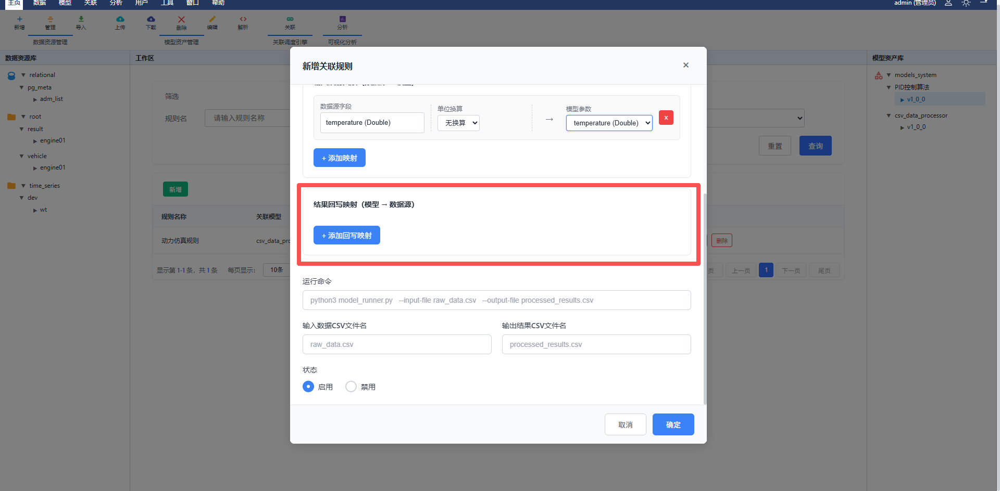 主页 数据 模型 关联 分析 用户 工具 窗口 帮助 admin (管理员)
新增 管理 导入 上传 下载 删除 编辑 解析 关联 分析
数据资源管理 模型资产管理 关联调度引擎 可视化分析
数据资源库
relational
pg_meta
adm_list
root
result
engine01
vehicle
engine01
time_series
dev
wt
工作区
筛选
规则名 请输入规则名称
重置 查询
新增
规则名称 关联模型
动力仿真规则 csv_data_pro
删除
显示第 1-1 条，共 1 条 每页显示： 10条
页 上一页 1 下一页 尾页
新增关联规则 ×
数据源字段 单位换算 模型参数
temperature (Double) 无换算 → temperature (Double) x
+ 添加映射
结果回写映射（模型 → 数据源）
+ 添加回写映射
运行命令
python3 model_runner.py --input-file raw_data.csv --output-file processed_results.csv
输入数据CSV文件名 输出结果CSV文件名
raw_data.csv processed_results.csv
状态
启用 禁用
取消 确定
模型资产库
models_system
PID控制算法
v1_0_0
csv_data_processor
v1_0_0